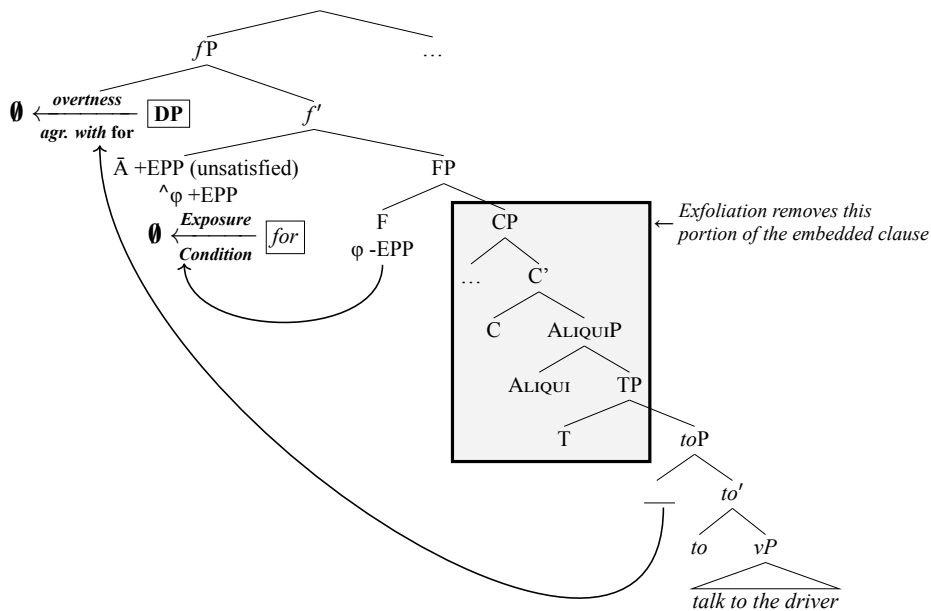 fP
…
∅
overtness
agr. with for
DP
f′
Ā +EPP (unsatisfied)
^φ +EPP
FP
∅
Exposure
Condition
for
F
φ -EPP
CP
← Exfoliation removes this
portion of the embedded clause
…
C’
C
ALIQUIP
ALIQUI
TP
T
toP
to′
to
vP
talk to the driver